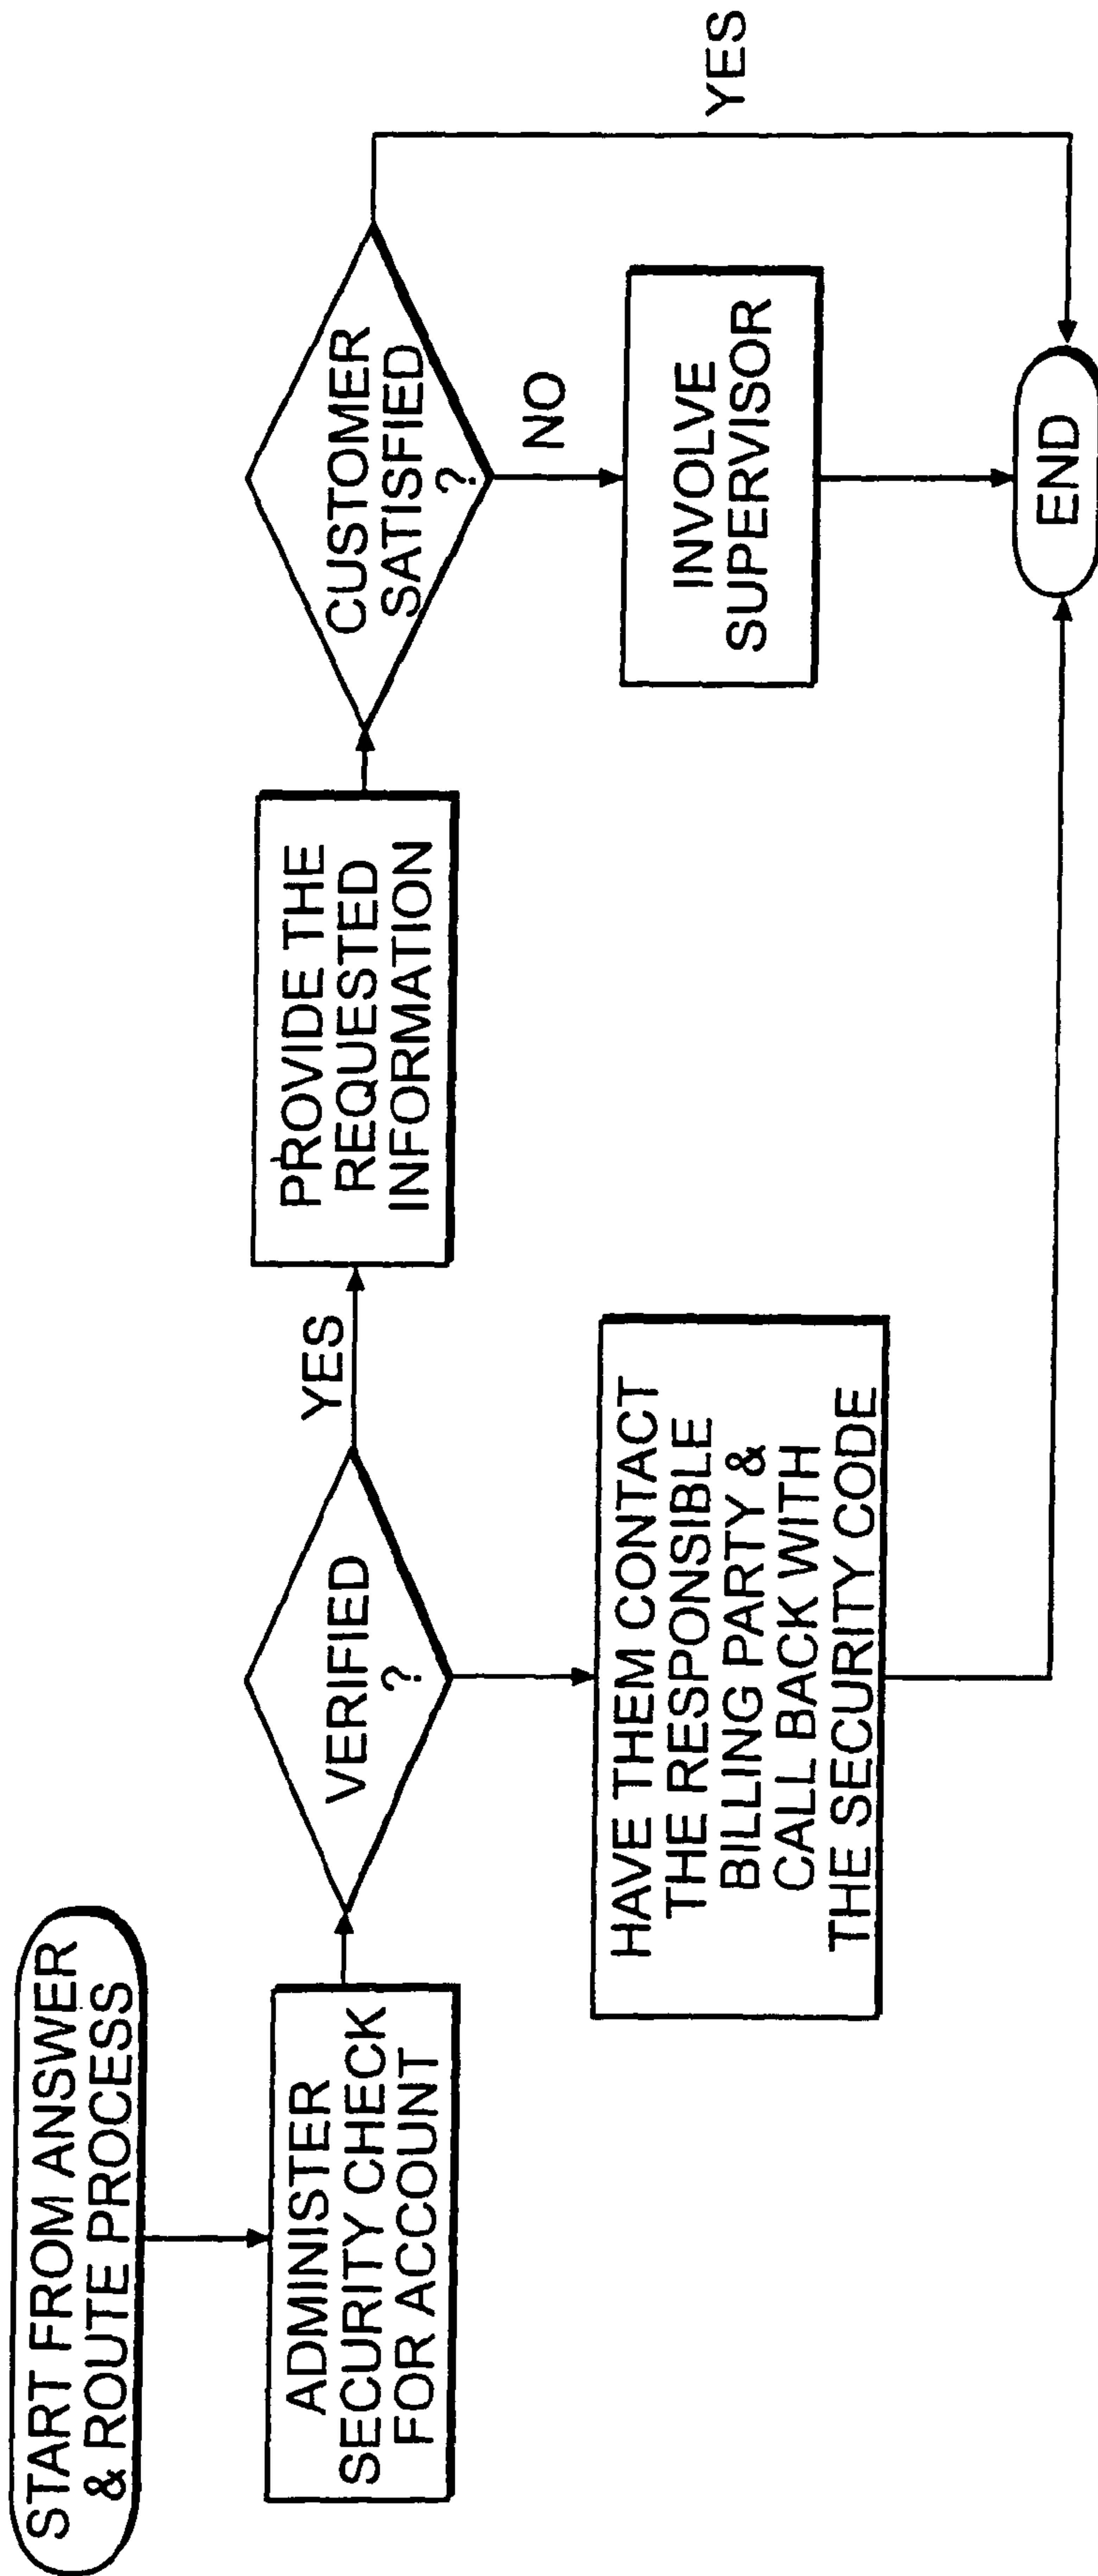 START FROM ANSWER
& ROUTE PROCESS
ADMINISTER
SECURITY CHECK
FOR ACCOUNT
VERIFIED
?
YES
HAVE THEM CONTACT
THE RESPONSIBLE
BILLING PARTY &
CALL BACK WITH
THE SECURITY CODE
PROVIDE THE
REQUESTED
INFORMATION
CUSTOMER
SATISFIED
?
NO
YES
INVOLVE
SUPERVISOR
END